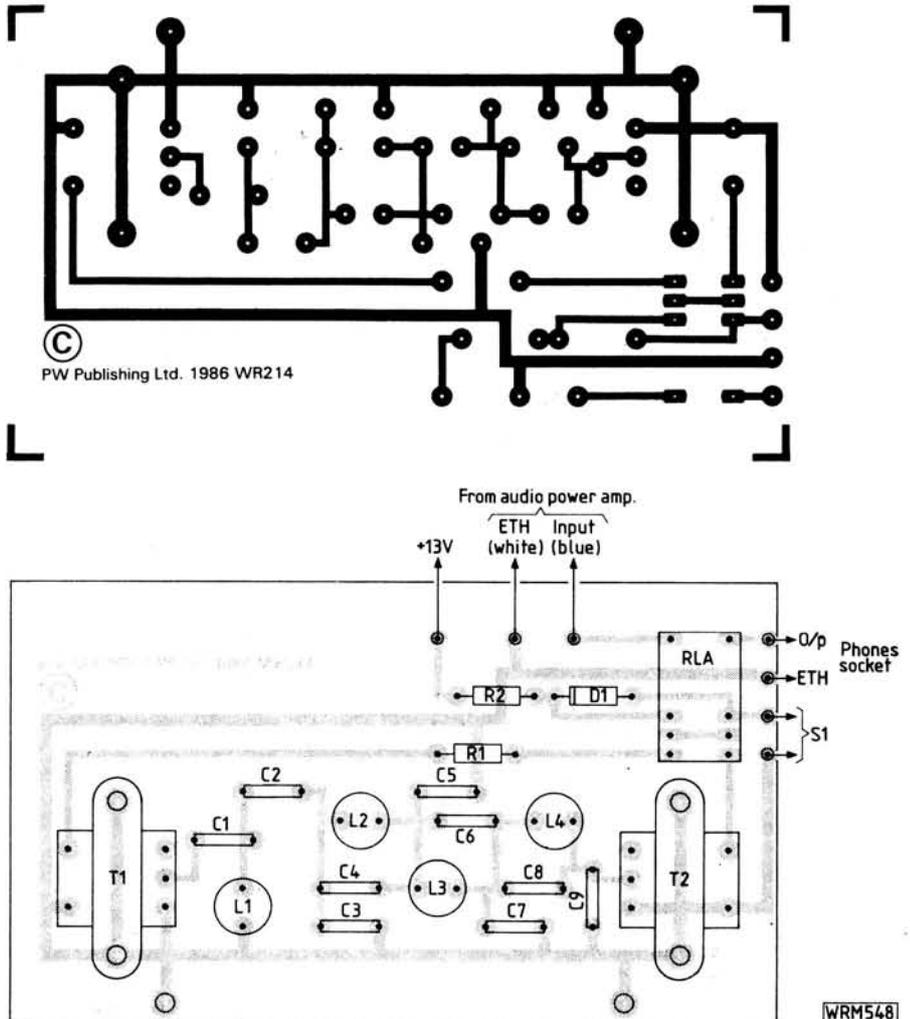 ©
PW Publishing Ltd. 1986 WR214
From audio power amp.
ETH Input
+13V (white) (blue)
O/p Phones
RLA socket
ETH
R2 D1
S1
R1
C2 C5
L2 L4
C1 C6
T1 C4 L3 C8 T2
L1 C9
C3 C7
WRM548